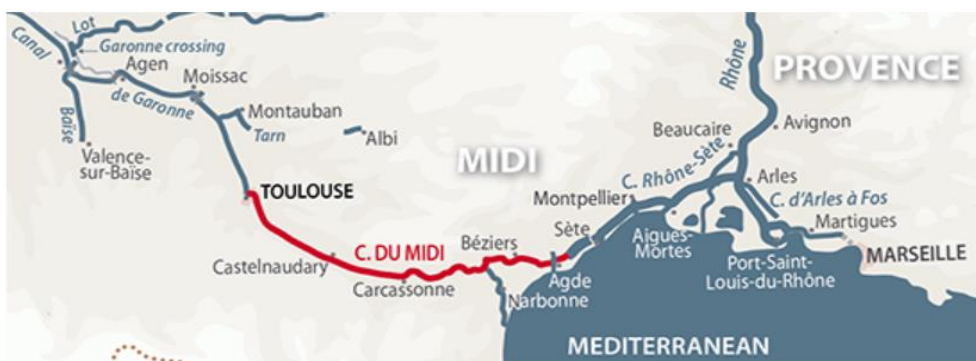 Lot
Canal
Garonne crossing
Agen
Moissac
de Garonne
Montauban
Tarn
Albi
Baïse
Valence-
sur-Baïse
TOULOUSE
MIDI
Castelnaudary
C. DU MIDI
Carcassonne
Béziers
Narbonne
Agde
Sète
Montpellier
C. Rhône-Sète
Beaucaire
Rhône
PROVENCE
Avignon
Arles
C. d'Arles à Fos
Martigues
MARSEILLE
Aigues-
Mortes
Port-Saint-
Louis-du-Rhône
MEDITERRANEAN